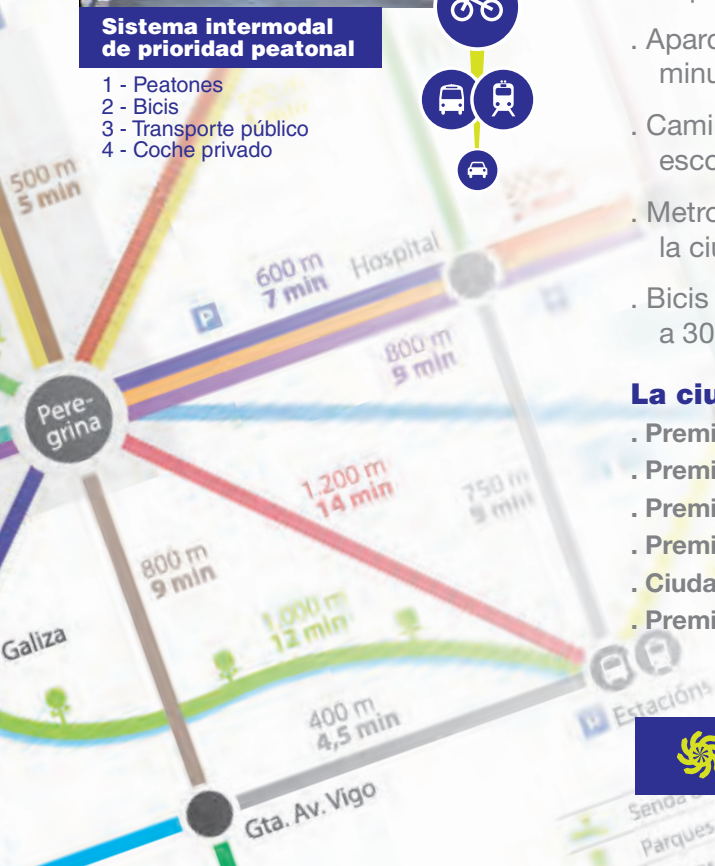 Sistema intermodal
de prioridad peatonal
1 - Peatones
2 - Bicis
3 - Transporte público
4 - Coche privado
500 m
5 min
600 m
7 min
Hospital
P
800 m
9 min
Pere-
grina
1.200 m
14 min
750 m
9 min
800 m
9 min
1.000 m
12 min
Galiza
400 m
4,5 min
Estacións
Gta. Av. Vigo
Senda
Parques
. Cami
. Metro
la ciu
. Bicis
a 30
La ciu
. Premi
. Premi
. Premi
. Premi
. Ciuda
. Premi